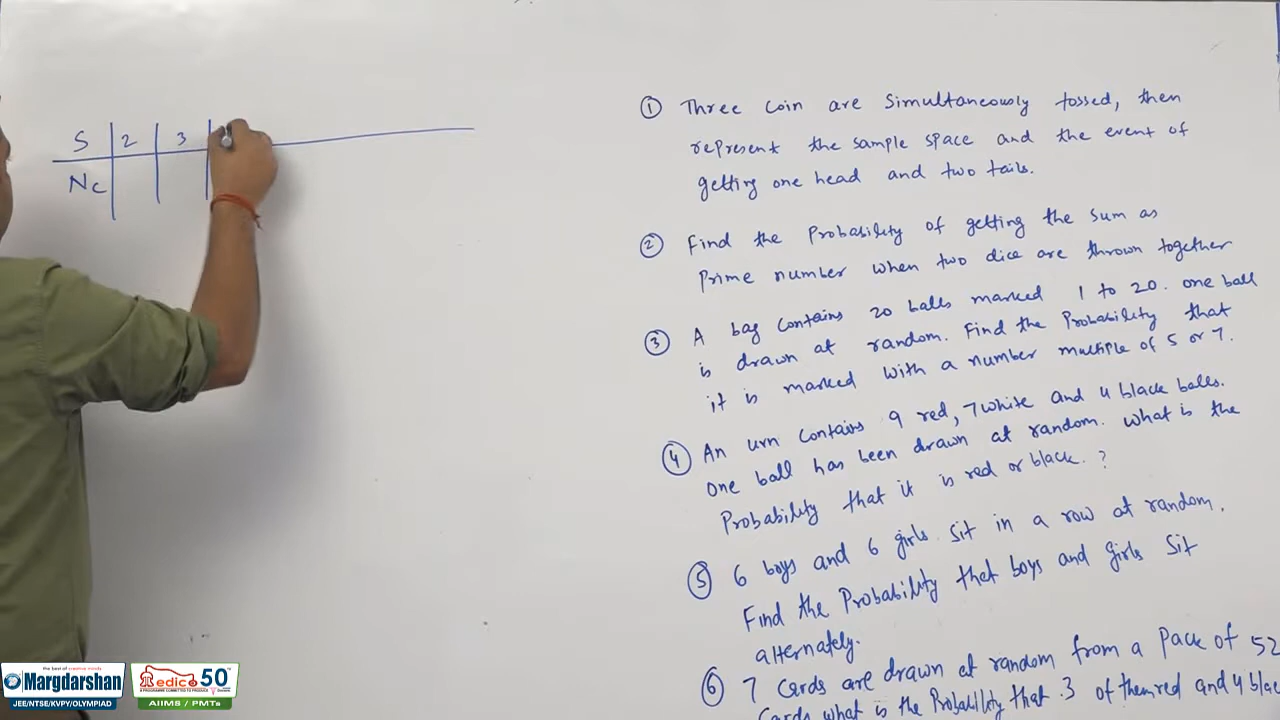 S 2 3
Nc
① Three Coin are Simultaneously tossed, then
represent the sample space and the event of
getting one head and two tails.
② Find the Probability of getting the Sum as
Prime number when two dice are thrown together
③ A bag Contains 20 balls marked 1 to 20. one ball
is drawn at random. Find the Probability that
it is marked with a number multiple of 5 or 7.
④ An urn Contains 9 red, 7 white and 4 black balls.
One ball has been drawn at random. What is the
Probability that it is red or black.?
⑤ 6 boys and 6 girls sit in a row at random.
Find the Probability that boys and Girls Sit
alternately.
⑥ 7 Cards are drawn at random from a Pack of 52
Cards what is the Probability that 3 of them red and 4 blac
the best of creative minds
Margdarshan
JEE/NTSE/KVPY/OLYMPIAD
Medico 50
A PROGRAMME COMMITTED TO PRODUCE
AIIMS / PMTs